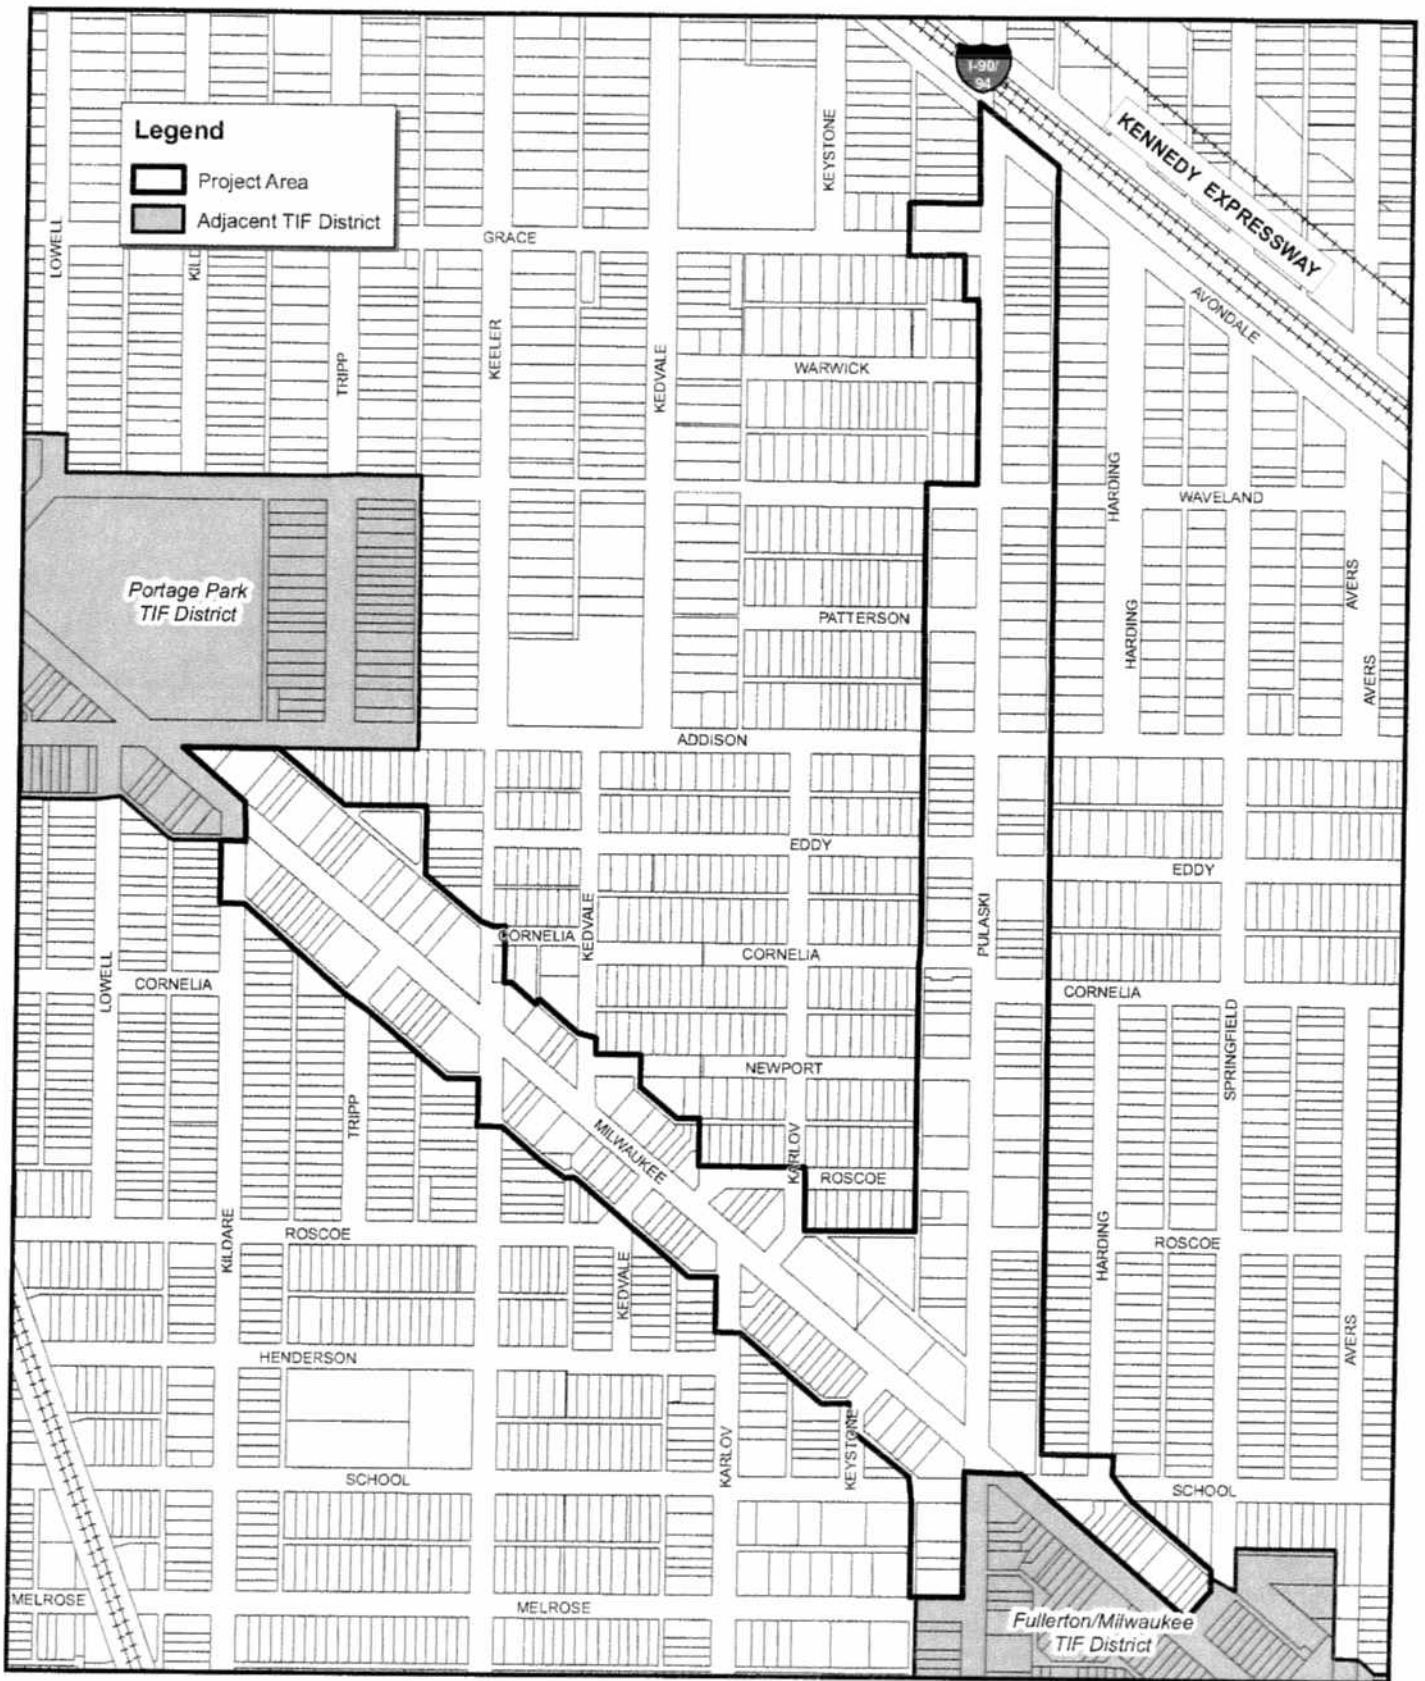 I-90/
94
KENNEDY EXPRESSWAY
Legend
Project Area
Adjacent TIF District
KEYSTONE
LOWELL
KILD
GRACE
AVONDALE
TRIPP
KEELER
KEDVALE
WARWICK
HARDING
WAVELAND
Portage Park
TIF District
PATTERSON
HARDING
AVERS
AVERS
ADDISON
EDDY
EDDY
KEDVALE
PULASKI
CORNELIA
CORNELIA
LOWELL
CORNELIA
CORNELIA
SPRINGFIELD
NEWPORT
TRIPP
MILWAUKEE
KARLOV
ROSCOE
KILDARE
ROSCOE
HARDING
ROSCOE
KEDVALE
AVERS
HENDERSON
KARLOV
KEYSTONE
SCHOOL
SCHOOL
MELROSE
MELROSE
Fullerton/Milwaukee
TIF District